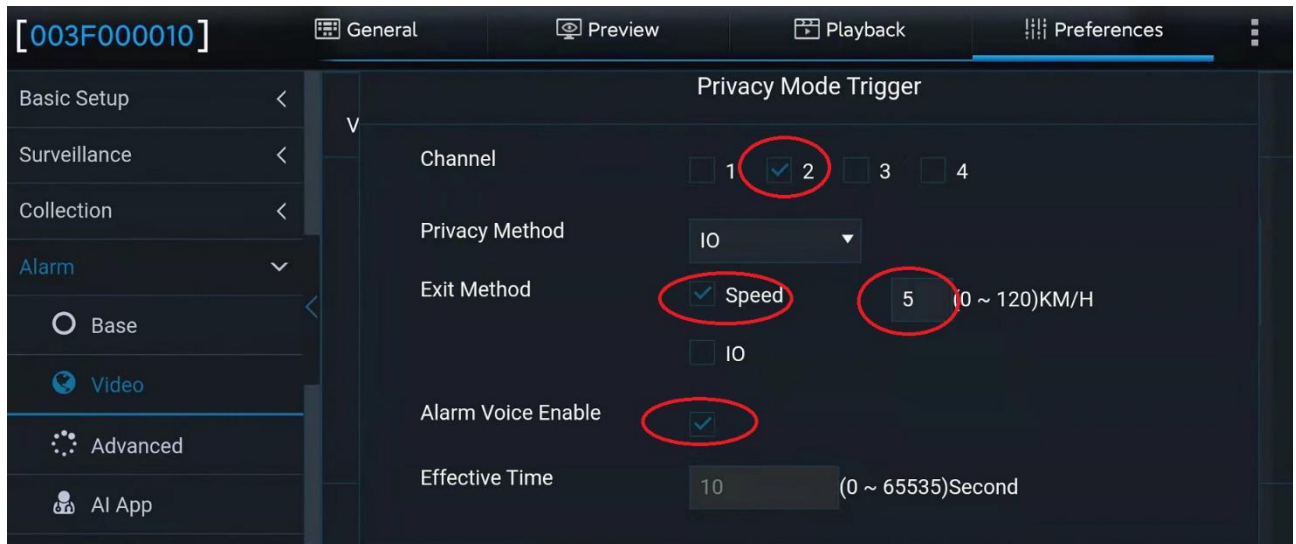 [003F000010]
General
Preview
Playback
Preferences
Basic Setup
Surveillance
Collection
Alarm
Base
Video
Advanced
AI App
V
Privacy Mode Trigger
Channel
1 2 3 4
Privacy Method
IO
Exit Method
Speed 5 (0 ~ 120)KM/H
IO
Alarm Voice Enable
Effective Time
10 (0 ~ 65535)Second